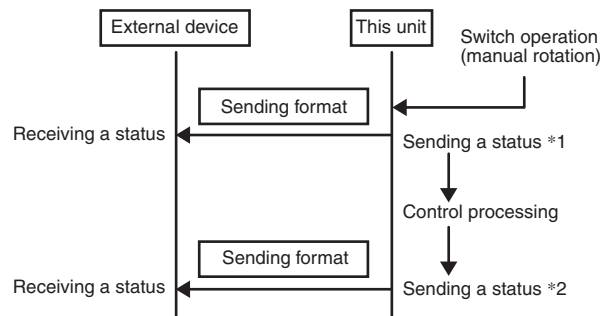 External device
This unit
Switch operation
(manual rotation)
Sending format
Receiving a status
Sending a status *1
Control processing
Sending format
Receiving a status
Sending a status *2